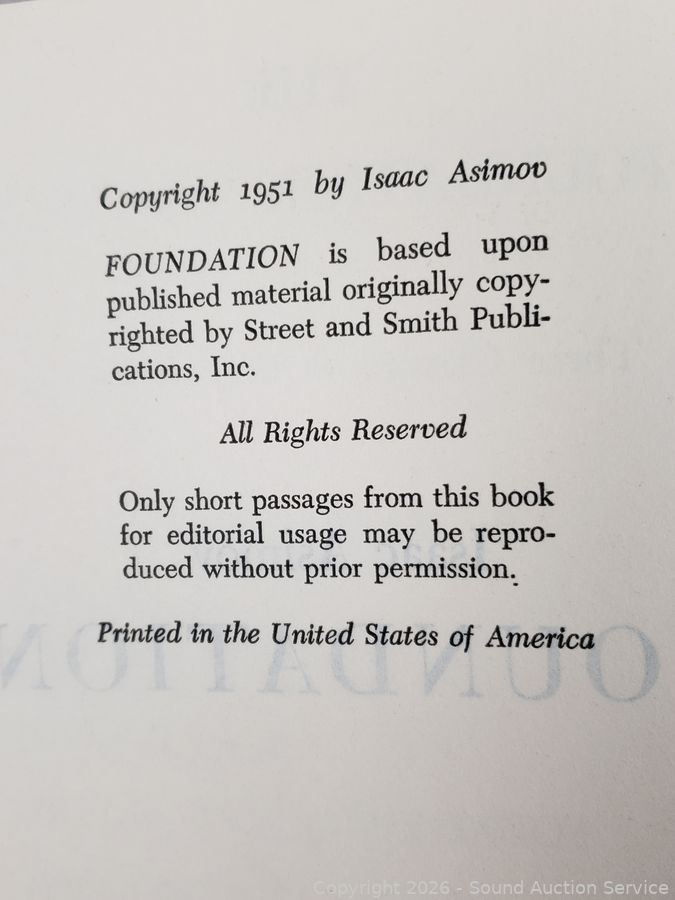 Copyright 1951 by Isaac Asimov
FOUNDATION is based upon
published material originally copy-
righted by Street and Smith Publi-
cations, Inc.
All Rights Reserved
Only short passages from this book
for editorial usage may be repro-
duced without prior permission.
Printed in the United States of America
OUNDATION
Copyright 2026 - Sound Auction Service